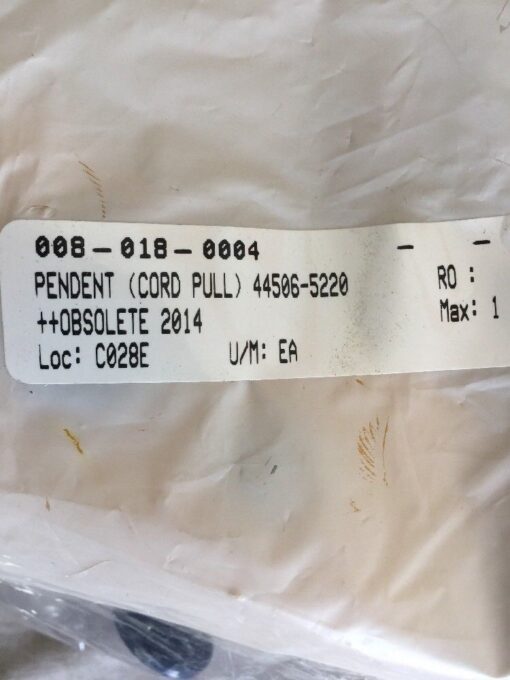 008-018-0004 - -
PENDENT (CORD PULL) 44506-5220 RO :
++OBSOLETE 2014 Max: 1
Loc: C028E U/M: EA